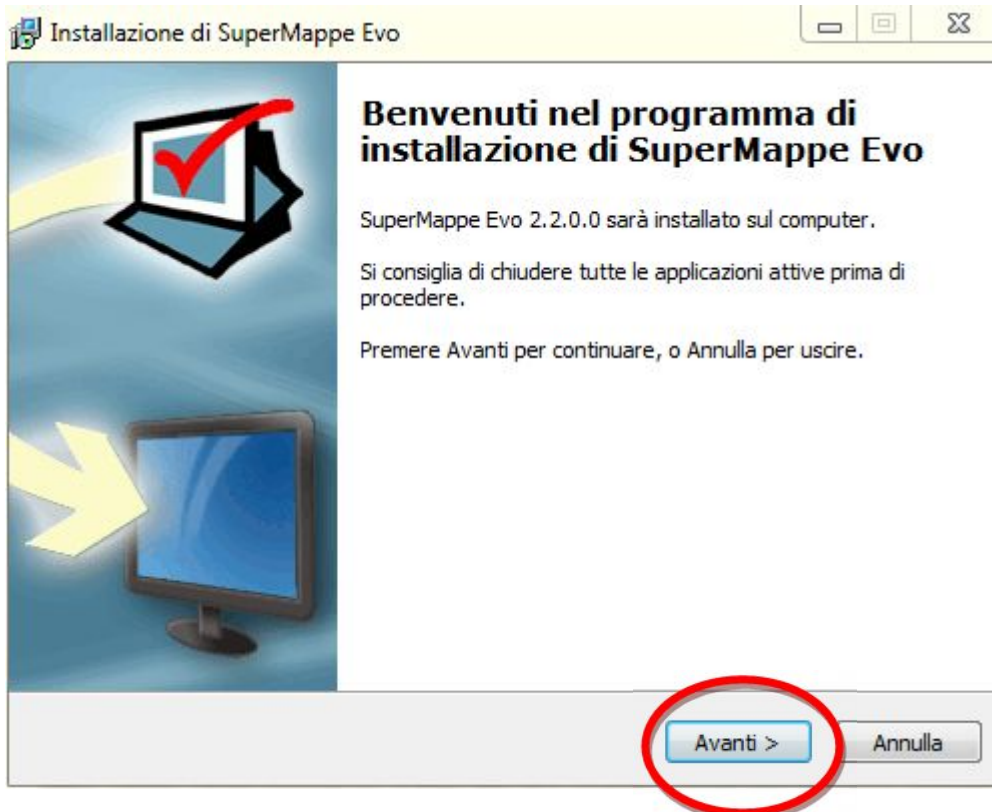 Installazione di SuperMappe Evo
Benvenuti nel programma di
installazione di SuperMappe Evo
SuperMappe Evo 2.2.0.0 sarà installato sul computer.
Si consiglia di chiudere tutte le applicazioni attive prima di
procedere.
Premere Avanti per continuare, o Annulla per uscire.
Avanti >
Annulla